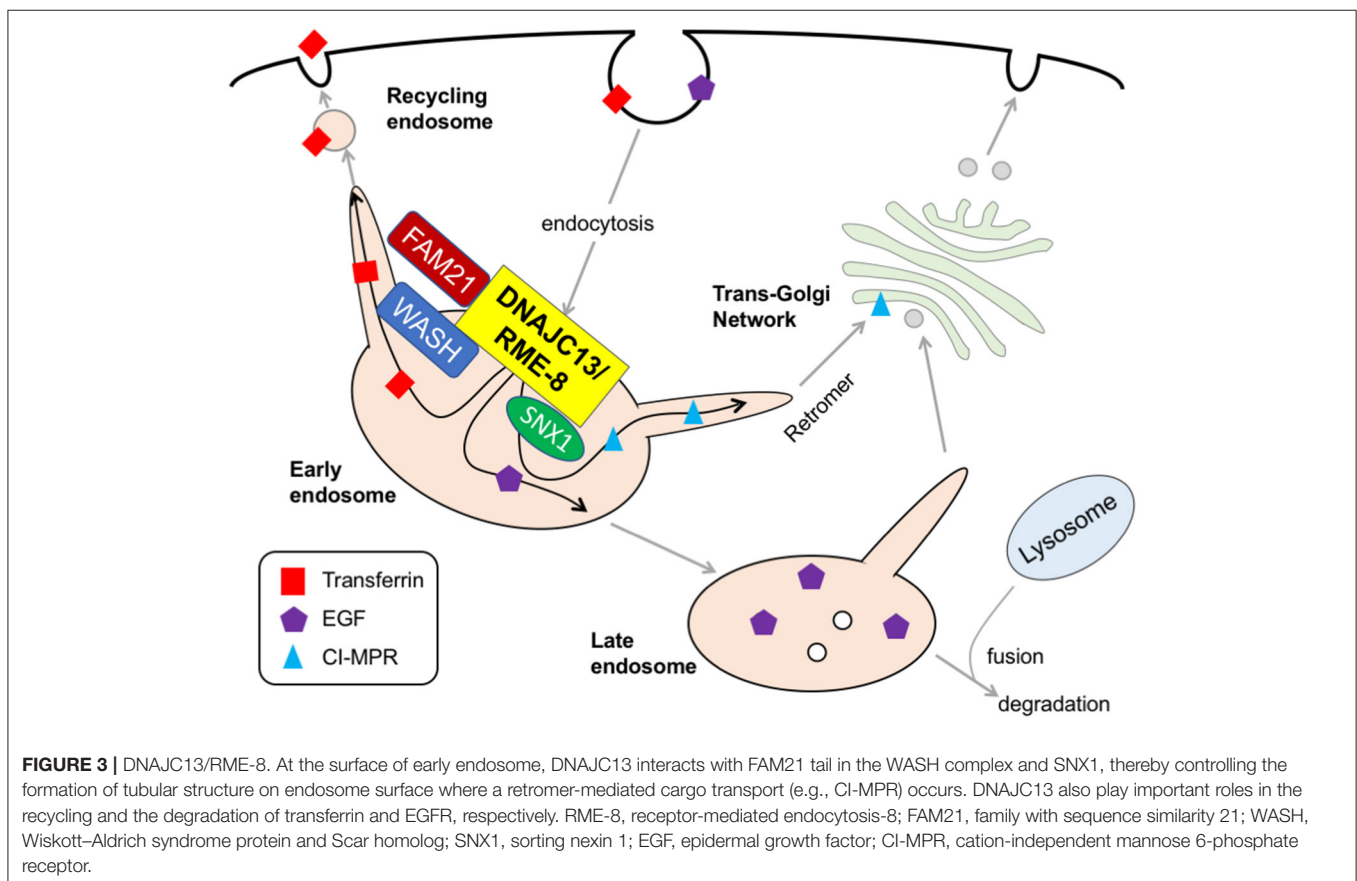 Recycling
endosome
endocytosis
FAM21
WASH
DNAJC13/
RME-8
SNX1
Trans-Golgi
Network
Retromer
Early
endosome
Lysosome
Late
endosome
fusion
degradation
Transferrin
EGF
CI-MPR
FIGURE 3 | DNAJC13/RME-8. At the surface of early endosome, DNAJC13 interacts with FAM21 tail in the WASH complex and SNX1, thereby controlling the
formation of tubular structure on endosome surface where a retromer-mediated cargo transport (e.g., CI-MPR) occurs. DNAJC13 also play important roles in the
recycling and the degradation of transferrin and EGFR, respectively. RME-8, receptor-mediated endocytosis-8; FAM21, family with sequence similarity 21; WASH,
Wiskott–Aldrich syndrome protein and Scar homolog; SNX1, sorting nexin 1; EGF, epidermal growth factor; CI-MPR, cation-independent mannose 6-phosphate
receptor.